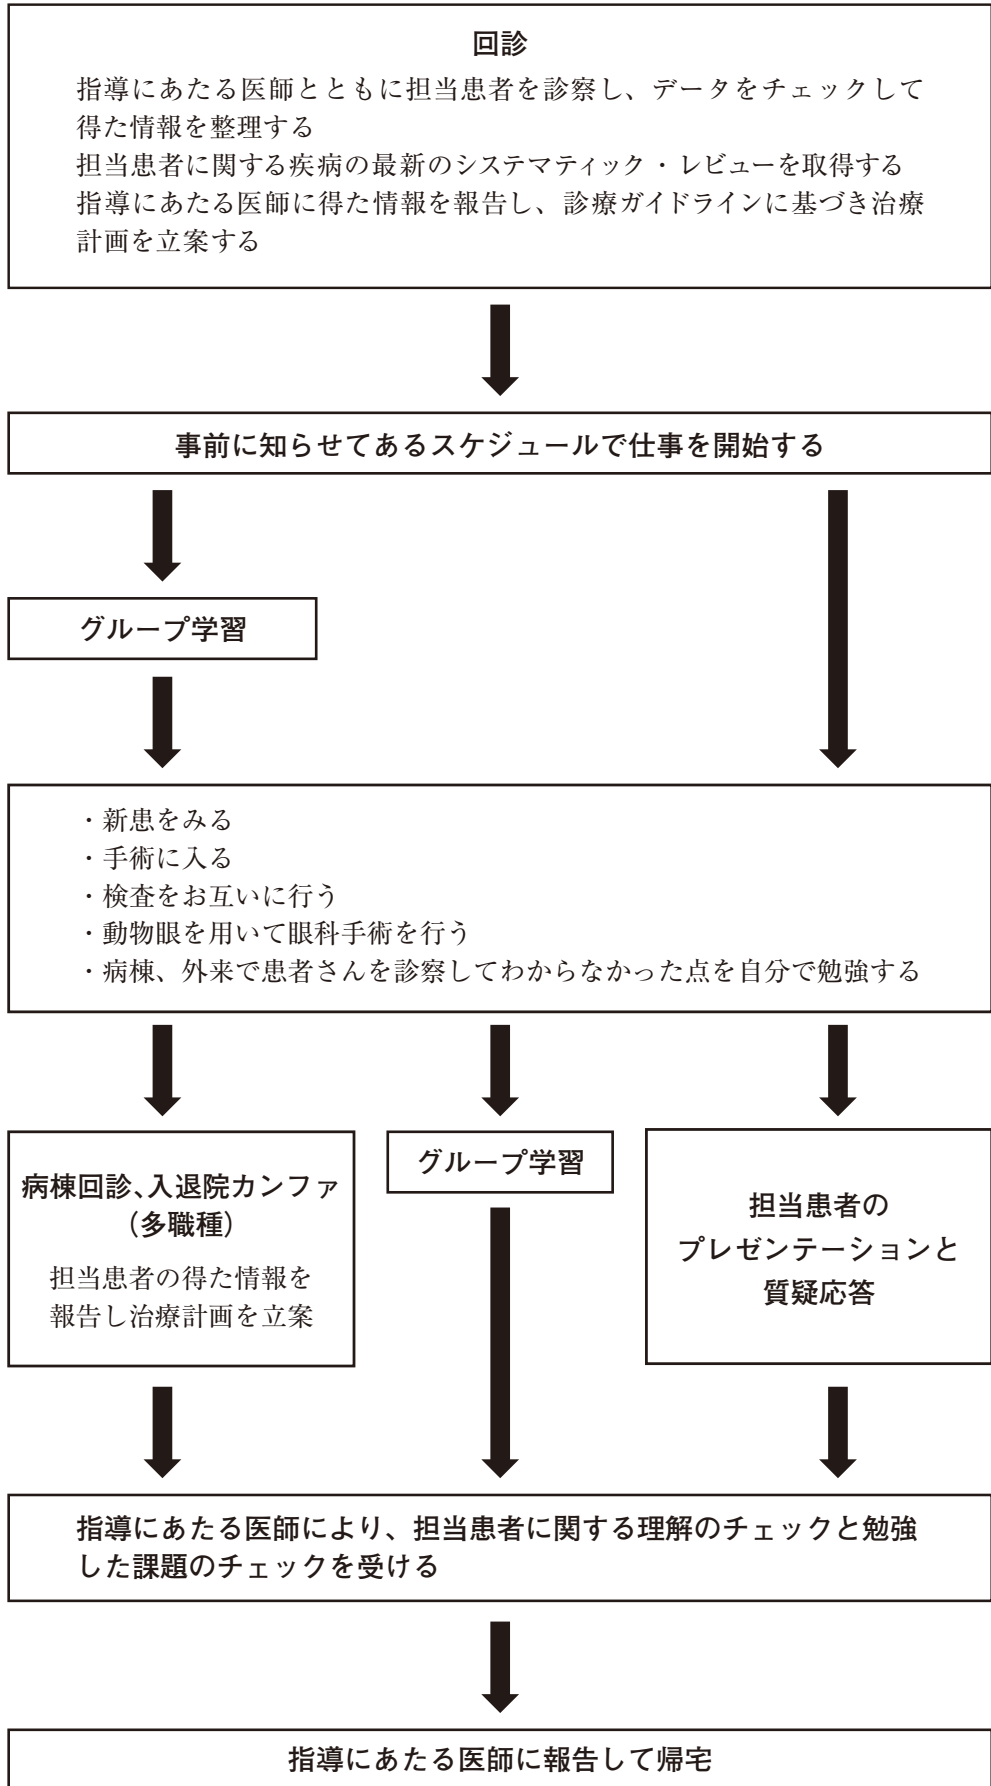 回診
指導にあたる医師とともに担当患者を診察し、データをチェックして
得た情報を整理する
担当患者に関する疾病の最新のシステマティック・レビューを取得する
指導にあたる医師に得た情報を報告し、診療ガイドラインに基づき治療
計画を立案する
事前に知らせてあるスケジュールで仕事を開始する
グループ学習
・新患をみる
・手術に入る
・検査をお互いに行う
・動物眼を用いて眼科手術を行う
・病棟、外来で患者さんを診察してわからなかった点を自分で勉強する
病棟回診、入退院カンファ
（多職種）
担当患者の得た情報を
報告し治療計画を立案
グループ学習
担当患者の
プレゼンテーションと
質疑応答
指導にあたる医師により、担当患者に関する理解のチェックと勉強
した課題のチェックを受ける
指導にあたる医師に報告して帰宅